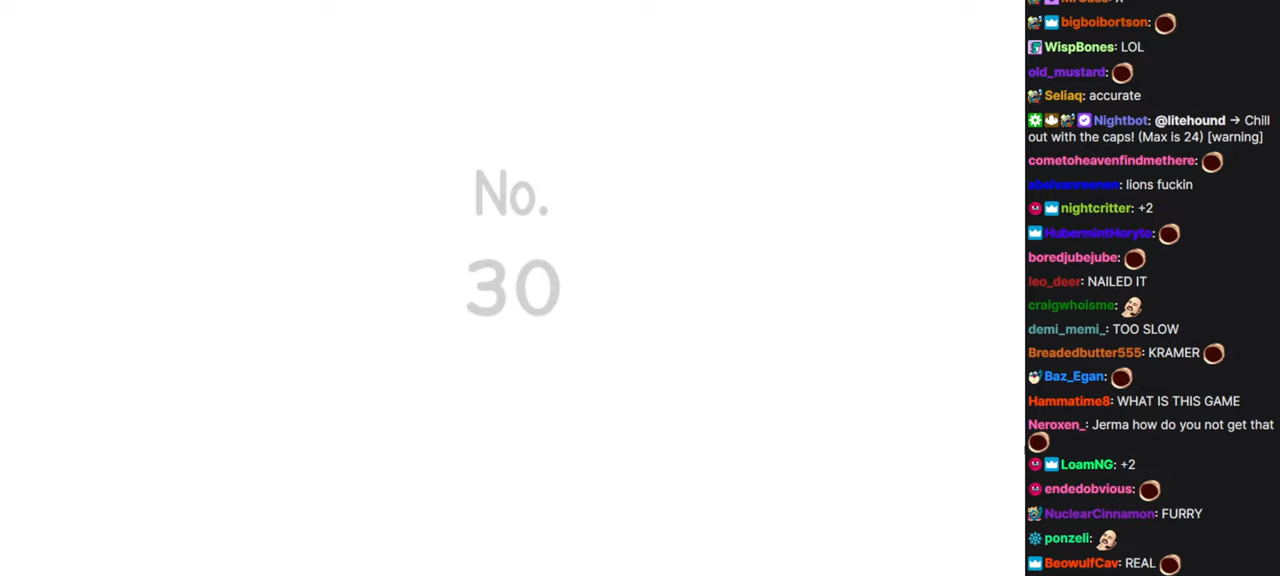 No.
30
bigboibortson:
WispBones: LOL
old_mustard:
Seliaq: accurate
Nightbot: @litehound → Chill
out with the caps! (Max is 24) [warning]
cometoheavenfindmethere:
: lions fuckin
nightcritter: +2
HubermintHoryto:
boredjubejube:
leo_deer: NAILED IT
craigwhoisme:
demi_memi_: TOO SLOW
Breadedbutter555: KRAMER
Baz_Egan:
Hammatime8: WHAT IS THIS GAME
Neroxen_: Jerma how do you not get that
LoamNG: +2
endedobvious:
NuclearCinnamon: FURRY
ponzeli:
BeowulfCav: REAL